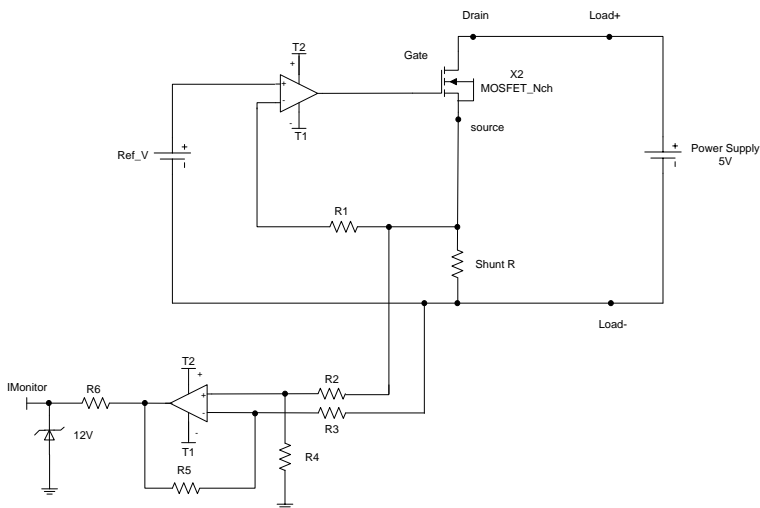 Drain
Load+
T2
Gate
+
X2
MOSFET_Nch
+
-
-
T1
source
Ref_V
+
Power Supply
5V
+
R1
Shunt R
Load-
T2
+
IMonitor
R6
R2
+
-
R3
12V
-
T1
R4
R5